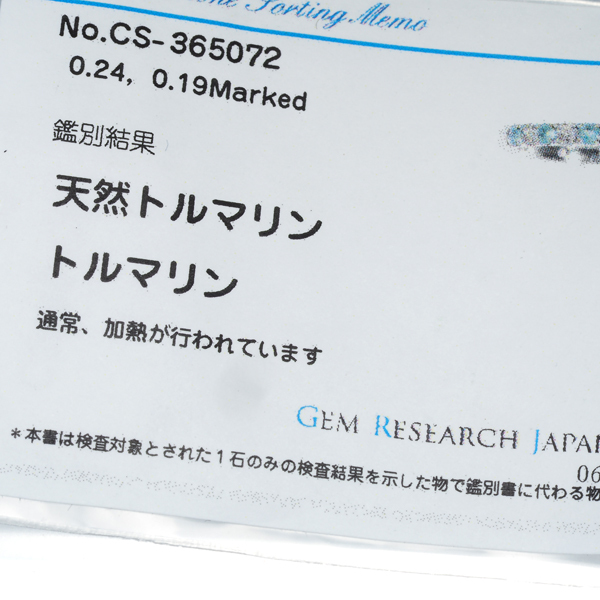 Sorting Memo
No.CS-365072
0.24, 0.19Marked
鑑別結果
天然トルマリン
トルマリン
通常、加熱が行われています
GEM RESEARCH JAPAN
＊本書は検査対象とされた1石のみの検査結果を示した物で鑑別書に代わる物
06